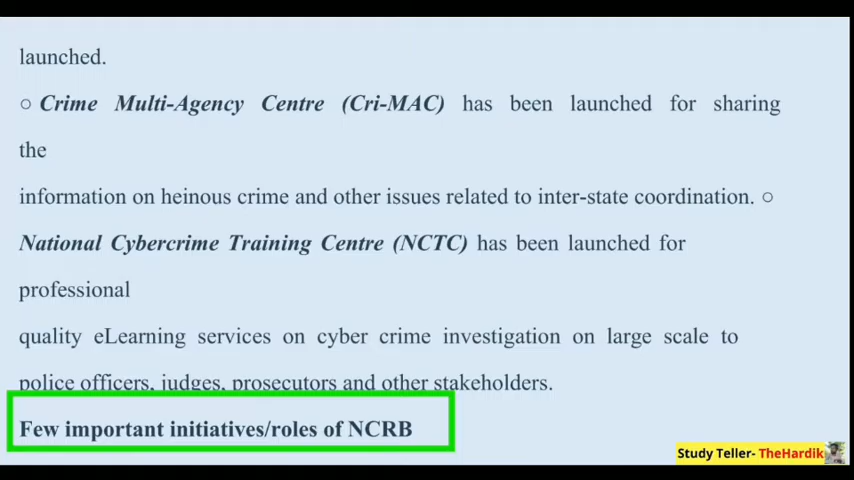 launched.
○ Crime Multi-Agency Centre (Cri-MAC) has been launched for sharing
the
information on heinous crime and other issues related to inter-state coordination. ○
National Cybercrime Training Centre (NCTC) has been launched for
professional
quality eLearning services on cyber crime investigation on large scale to
police officers, judges, prosecutors and other stakeholders.
Few important initiatives/roles of NCRB
Study Teller- TheHardik